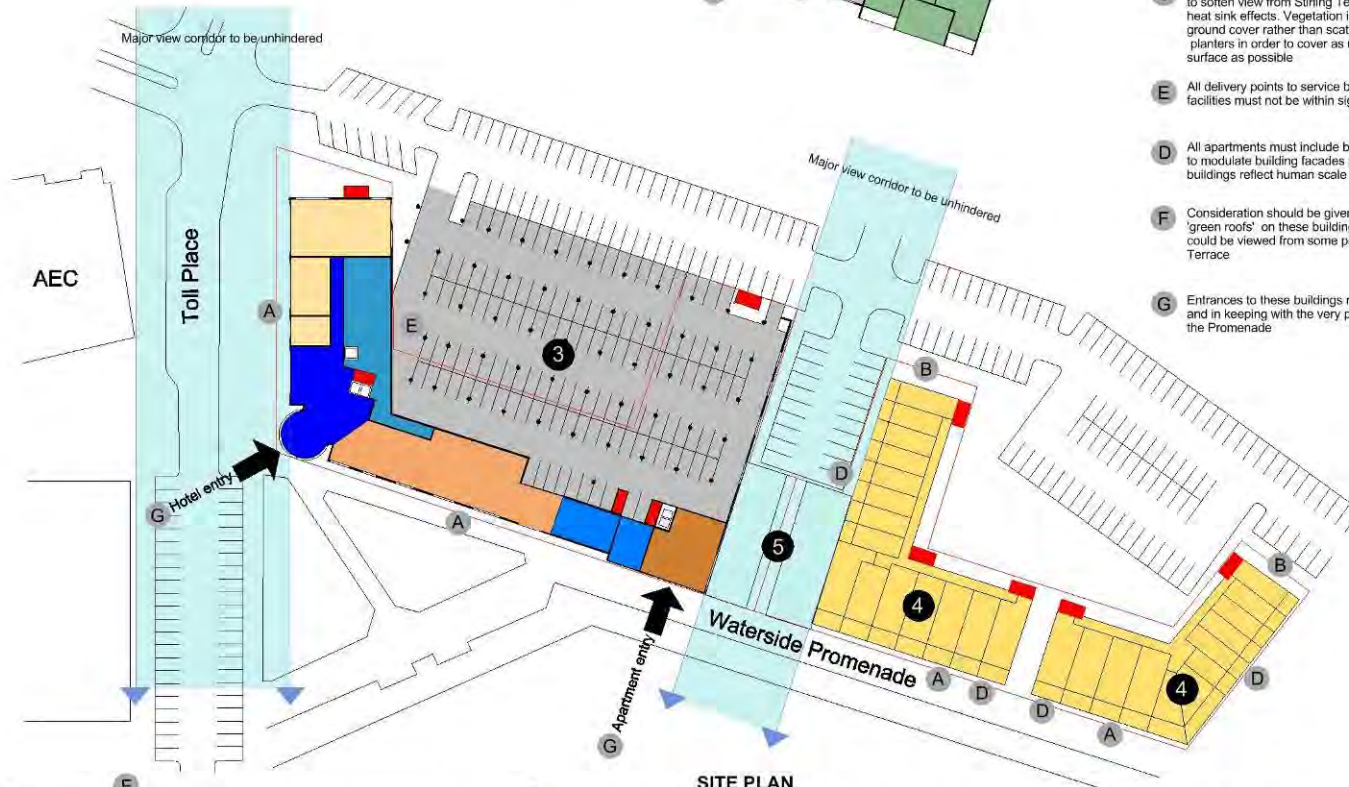 to soften view from Stirling
heat sink effects. Vegetation
ground cover rather than
planters in order to cover as
surface as possible
E All delivery points to service
facilities must not be within
D All apartments must include
to modulate building facades
buildings reflect human scale
F Consideration should be
'green roofs' on these
could be viewed from some
Terrace
G Entrances to these buildings
and in keeping with the very
the Promenade
Major view corridor to be unhindered
Major view corridor to be unhindered
AEC
Toll Place
A
E
3
B
D
G Hotel entry
A
5
4
B
Waterside Promenade
A
D
D
A
4
D
G Apartment entry
SITE PLAN